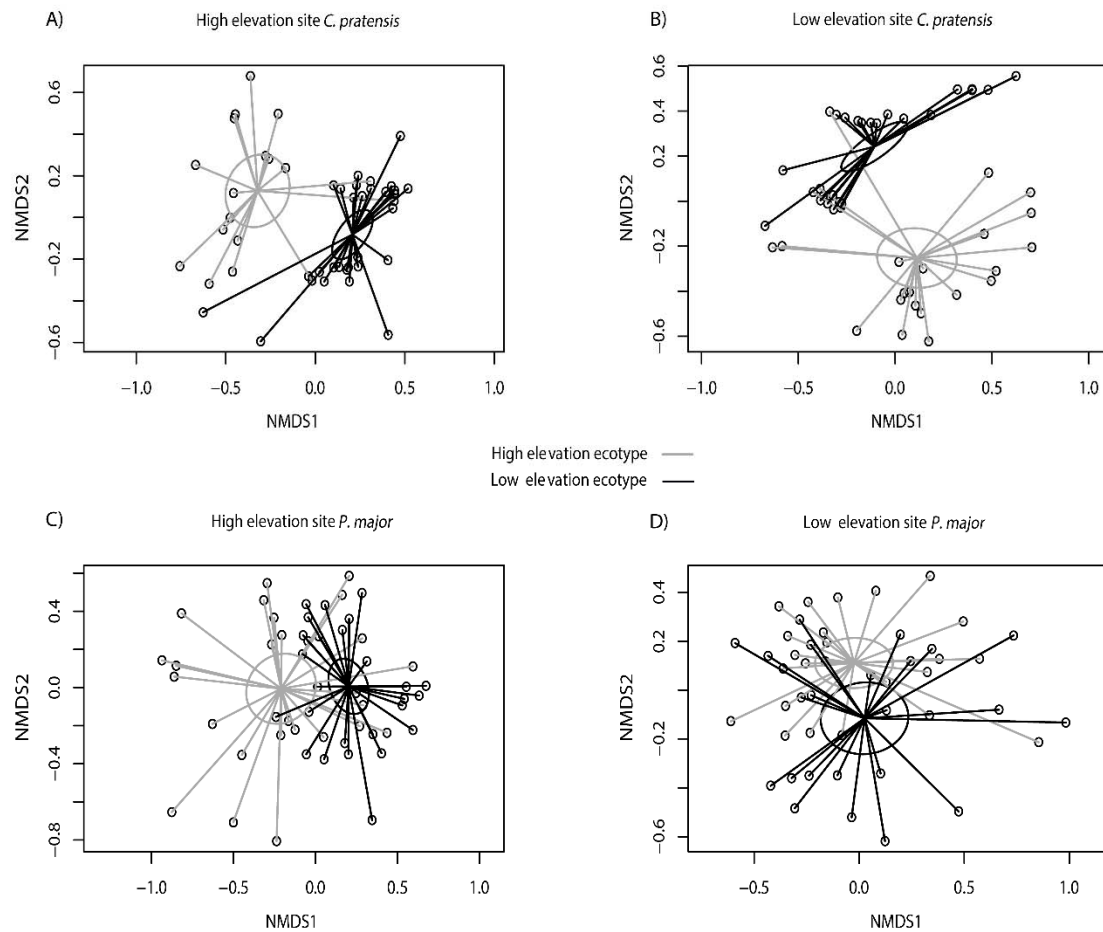 A) High elevation site C. pratensis
0.6
0.2
−0.2
−0.6
NMDS2
−1.0 −0.5 0.0 0.5 1.0
NMDS1
B) Low elevation site C. pratensis
0.6
0.4
0.2
−0.2
−0.6
NMDS2
−1.0 −0.5 0.0 0.5 1.0
NMDS1
High elevation ecotype
Low elevation ecotype
C) High elevation site P. major
0.4
0.0
−0.4
−0.8
NMDS2
−1.0 −0.5 0.0 0.5 1.0
NMDS1
D) Low elevation site P. major
0.4
0.2
−0.2
−0.6
NMDS2
−0.5 0.0 0.5 1.0
NMDS1